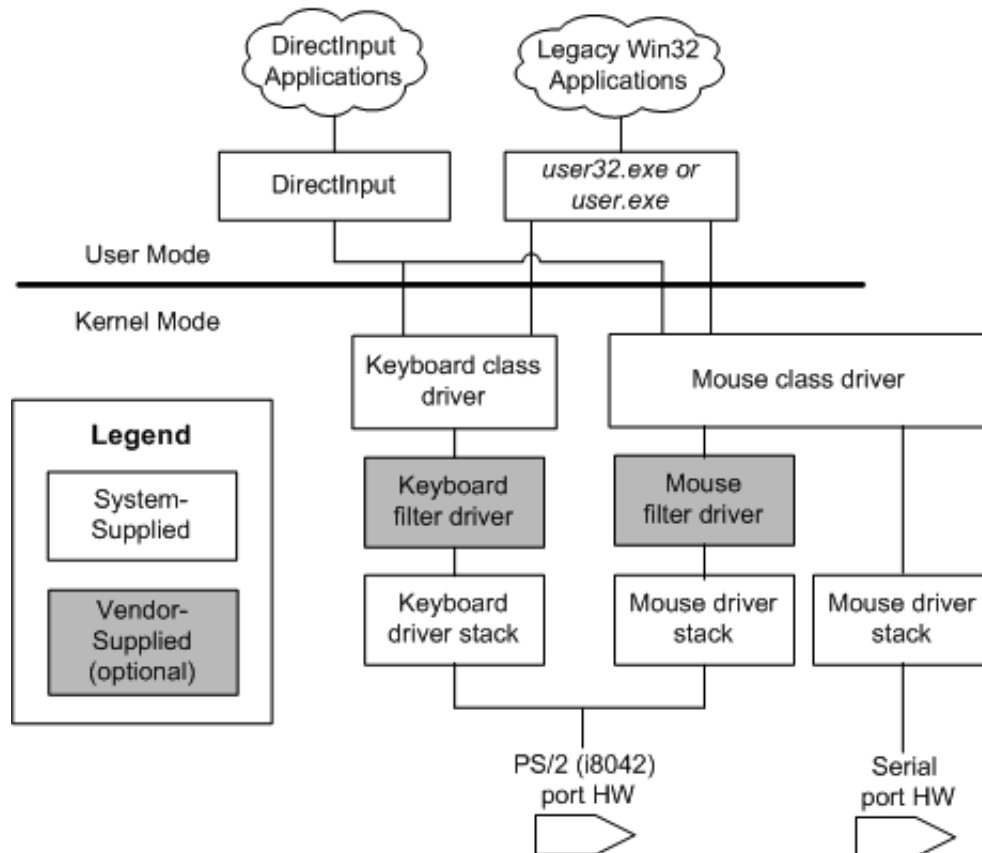 DirectInput
Applications
Legacy Win32
Applications
DirectInput
user32.exe or
user.exe
User Mode
Kernel Mode
Keyboard class
driver
Mouse class driver
Legend
System-
Supplied
Vendor-
Supplied
(optional)
Keyboard
filter driver
Mouse
filter driver
Keyboard
driver stack
Mouse driver
stack
Mouse driver
stack
PS/2 (i8042)
port HW
Serial
port HW